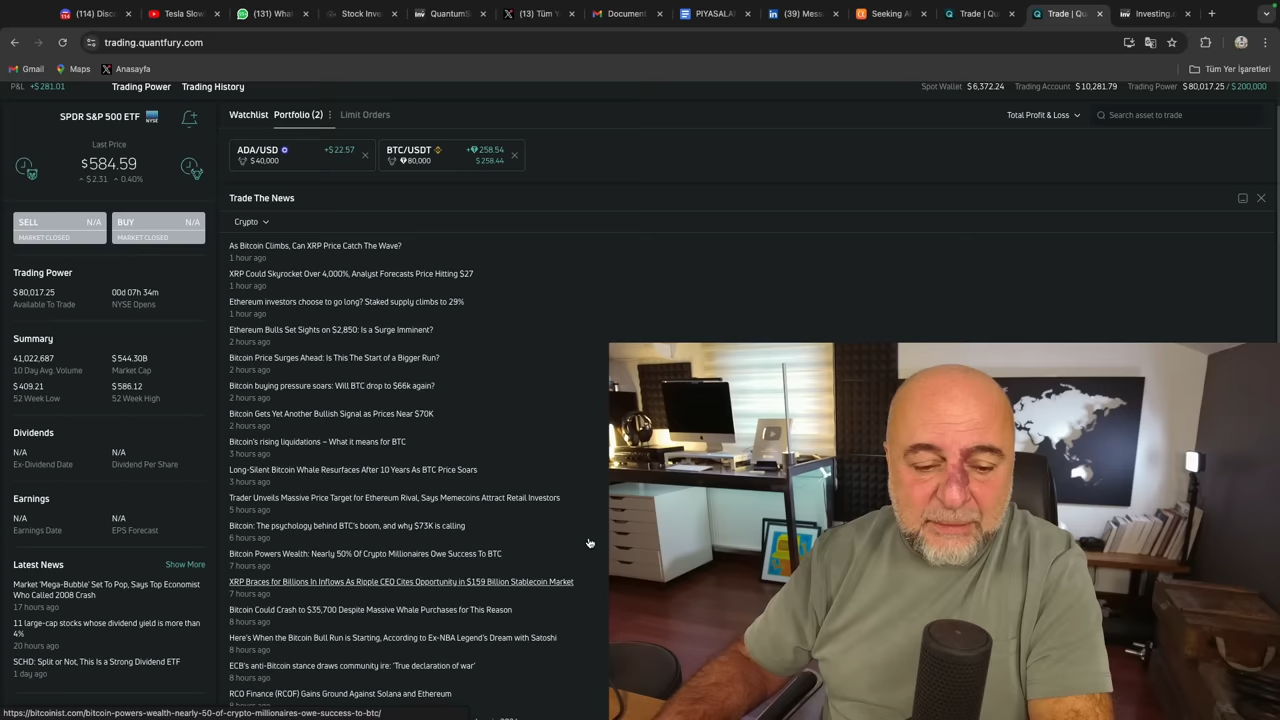 (114) Disc
Tesla Slow
(131) What
Stock Inve
QuantumS
(13) Tüm Y
Document
PIYASALAR
(39) Mess
Seeking A
Trade | Qu
Trade | Qu
Investing.c
trading.quantfury.com
Gmail
Maps
Anasayfa
Tüm Yer İşaretleri
P&L +$281.01
Trading Power
Trading History
Spot Wallet $6,372.24
Trading Account $10,281.79
Trading Power $80,017.25 / $200,000
SPDR S&P 500 ETF NYSE
Last Price
$584.59
$2.31 0.40%
SELL N/A
MARKET CLOSED
BUY N/A
MARKET CLOSED
Trading Power
$80,017.25 00d 07h 34m
Available To Trade NYSE Opens
Summary
41,022,687 $544.30B
10 Day Avg. Volume Market Cap
$409.21 $586.12
52 Week Low 52 Week High
Dividends
N/A N/A
Ex-Dividend Date Dividend Per Share
Earnings
N/A N/A
Earnings Date EPS Forecast
Latest News Show More
Market 'Mega-Bubble' Set To Pop, Says Top Economist
Who Called 2008 Crash
17 hours ago
11 large-cap stocks whose dividend yield is more than
4%
20 hours ago
SCHD: Split or Not, This Is a Strong Dividend ETF
1 day ago
Watchlist Portfolio (2) Limit Orders
Total Profit & Loss
Search asset to trade
ADA/USD +$22.57
$40,000
BTC/USDT +258.54
80,000 $258.44
Trade The News
Crypto
As Bitcoin Climbs, Can XRP Price Catch The Wave?
1 hour ago
XRP Could Skyrocket Over 4,000%, Analyst Forecasts Price Hitting $27
1 hour ago
Ethereum investors choose to go long? Staked supply climbs to 29%
1 hour ago
Ethereum Bulls Set Sights on $2,850: Is a Surge Imminent?
2 hours ago
Bitcoin Price Surges Ahead: Is This The Start of a Bigger Run?
2 hours ago
Bitcoin buying pressure soars: Will BTC drop to $66k again?
2 hours ago
Bitcoin Gets Yet Another Bullish Signal as Prices Near $70K
2 hours ago
Bitcoin's rising liquidations – What it means for BTC
3 hours ago
Long-Silent Bitcoin Whale Resurfaces After 10 Years As BTC Price Soars
3 hours ago
Trader Unveils Massive Price Target for Ethereum Rival, Says Memecoins Attract Retail Investors
5 hours ago
Bitcoin: The psychology behind BTC's boom, and why $73K is calling
6 hours ago
Bitcoin Powers Wealth: Nearly 50% Of Crypto Millionaires Owe Success To BTC
7 hours ago
XRP Braces for Billions In Inflows As Ripple CEO Cites Opportunity in $159 Billion Stablecoin Market
7 hours ago
Bitcoin Could Crash to $35,700 Despite Massive Whale Purchases for This Reason
8 hours ago
Here's When the Bitcoin Bull Run is Starting, According to Ex-NBA Legend's Dream with Satoshi
8 hours ago
ECB's anti-Bitcoin stance draws community ire: 'True declaration of war'
8 hours ago
RCO Finance (RCOF) Gains Ground Against Solana and Ethereum
https://bitcoinist.com/bitcoin-powers-wealth-nearly-50-of-crypto-millionaires-owe-success-to-btc/